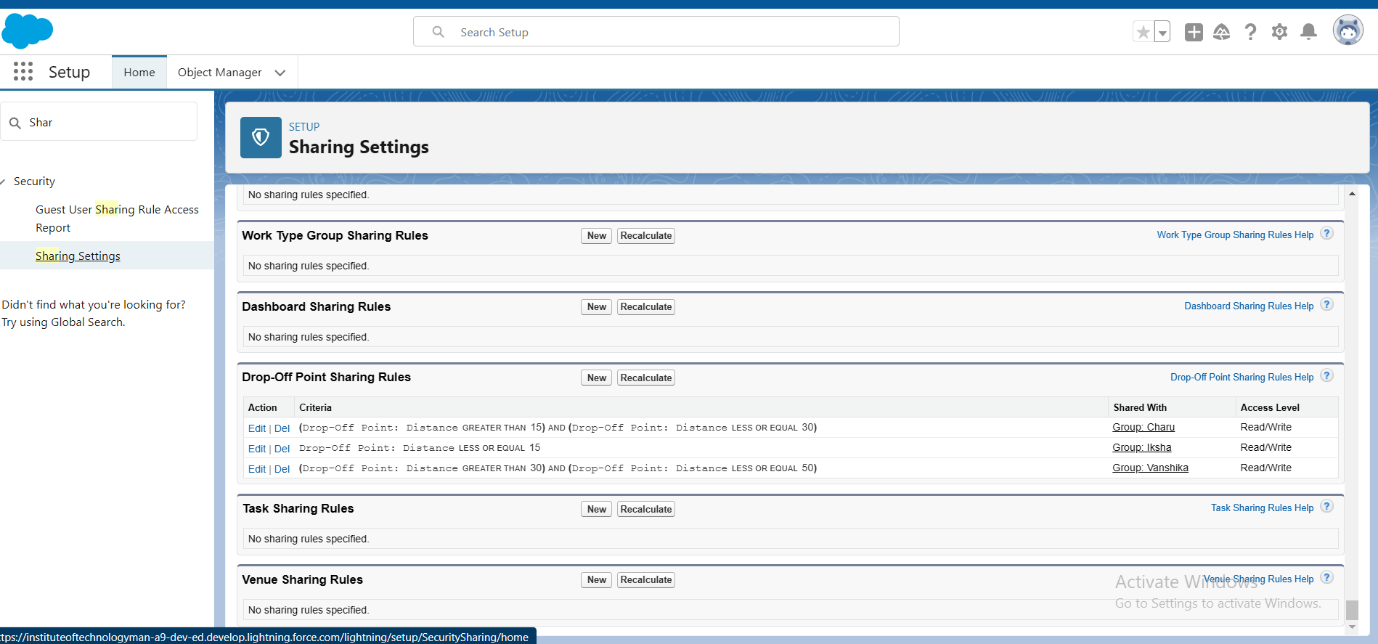 Search Setup
Setup
Home
Object Manager
Shar
Security
Guest User Sharing Rule Access
Report
Sharing Settings
Didn't find what you're looking for?
Try using Global Search.
SETUP
Sharing Settings
No sharing rules specified.
Work Type Group Sharing Rules New Recalculate Work Type Group Sharing Rules Help ?
No sharing rules specified.
Dashboard Sharing Rules New Recalculate Dashboard Sharing Rules Help ?
No sharing rules specified.
Drop-Off Point Sharing Rules New Recalculate Drop-Off Point Sharing Rules Help ?
Action Criteria Shared With Access Level
Edit | Del (Drop-Off Point: Distance GREATER THAN 15) AND (Drop-Off Point: Distance LESS OR EQUAL 30) Group: Charu Read/Write
Edit | Del Drop-Off Point: Distance LESS OR EQUAL 15 Group: Iksha Read/Write
Edit | Del (Drop-Off Point: Distance GREATER THAN 30) AND (Drop-Off Point: Distance LESS OR EQUAL 50) Group: Vanshika Read/Write
Task Sharing Rules New Recalculate Task Sharing Rules Help ?
No sharing rules specified.
Venue Sharing Rules New Recalculate Venue Sharing Rules Help ?
No sharing rules specified.
Activate Windows
Go to Settings to activate Windows.
tps://instituteoftechnologyman-a9-dev-ed.develop.lightning.force.com/lightning/setup/SecuritySharing/home